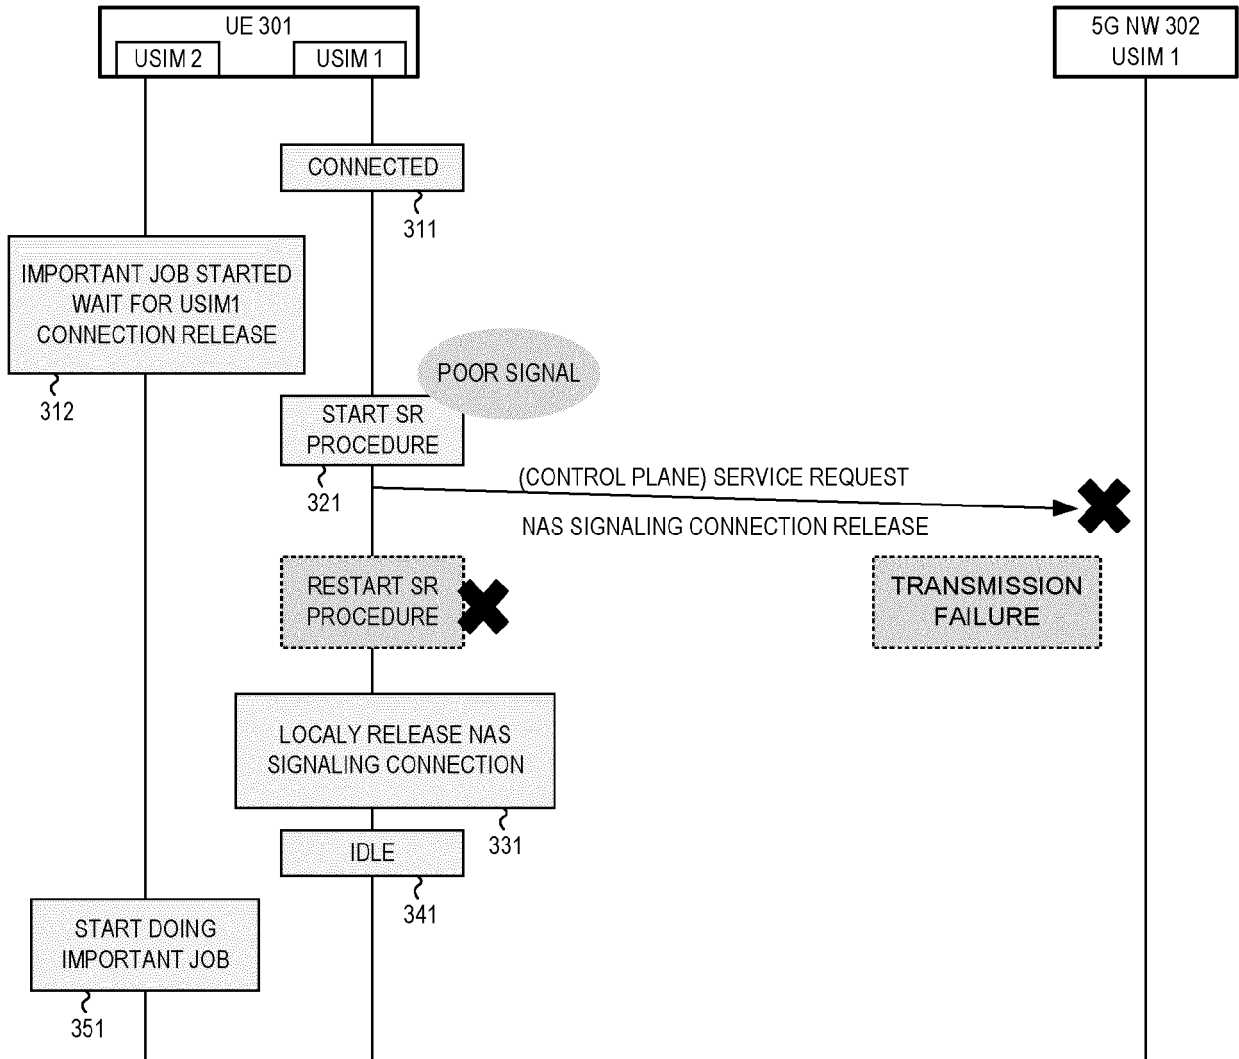 UE 301
USIM 2
USIM 1
5G NW 302
USIM 1
CONNECTED
311
IMPORTANT JOB STARTED
WAIT FOR USIM1
CONNECTION RELEASE
312
POOR SIGNAL
START SR
PROCEDURE
321
(CONTROL PLANE) SERVICE REQUEST
NAS SIGNALING CONNECTION RELEASE
RESTART SR
PROCEDURE
TRANSMISSION
FAILURE
LOCALY RELEASE NAS
SIGNALING CONNECTION
331
IDLE
341
START DOING
IMPORTANT JOB
351